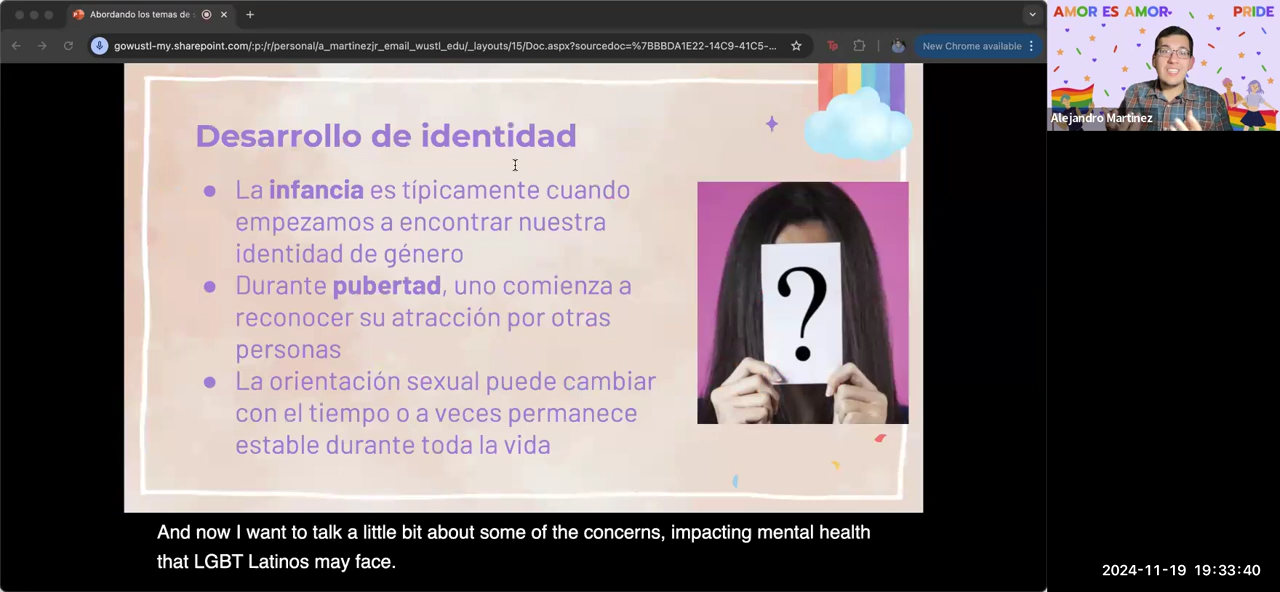 Abordando los temas de
gowustl-my.sharepoint.com/:p:/r/personal/a_martinezjr_email_wustl_edu/_layouts/15/Doc.aspx?sourcedoc=%7BBBDA1E22-14C9-41C5-...
New Chrome available
AMOR ES AMOR PRIDE
Alejandro Martinez
Desarrollo de identidad
● La infancia es típicamente cuando
empezamos a encontrar nuestra
identidad de género
● Durante pubertad, uno comienza a
reconocer su atracción por otras
personas
● La orientación sexual puede cambiar
con el tiempo o a veces permanece
estable durante toda la vida
?
And now I want to talk a little bit about some of the concerns, impacting mental health
that LGBT Latinos may face.
2024-11-19 19:33:40